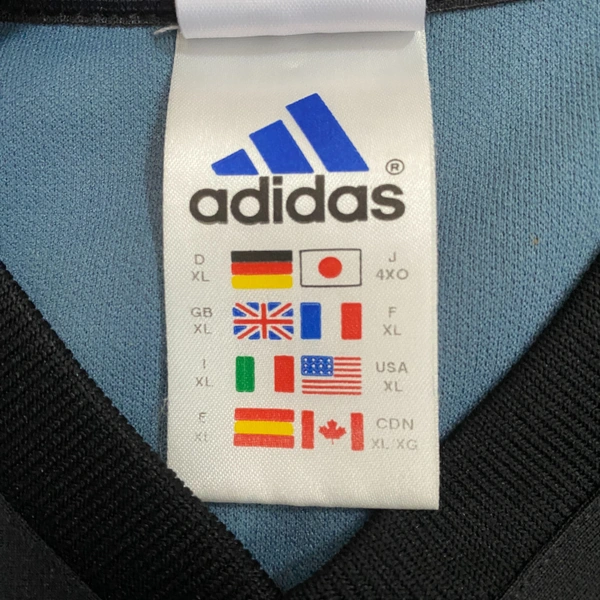 adidas®
D J
XL 4XO
GB F
XL XL
I USA
XL XL
E CDN
XL XL/XG